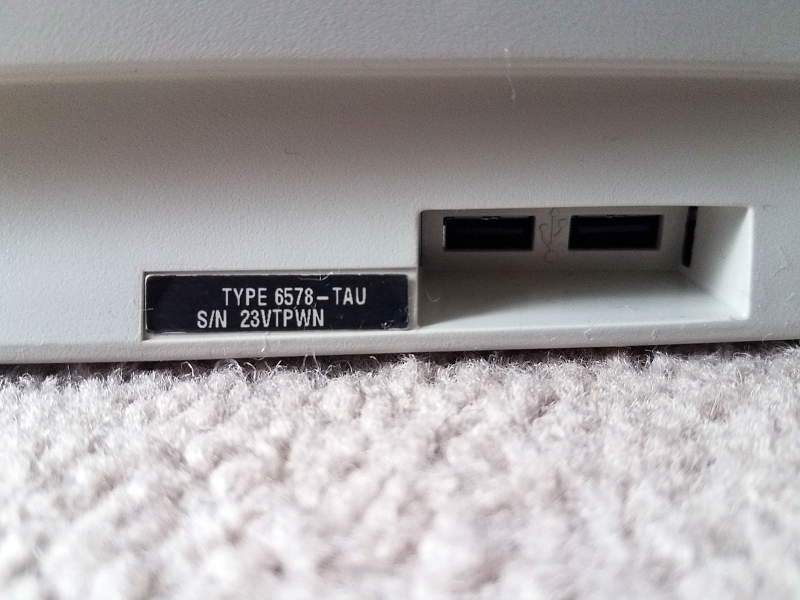 TYPE 6578-TAU
S/N 23VTPWN